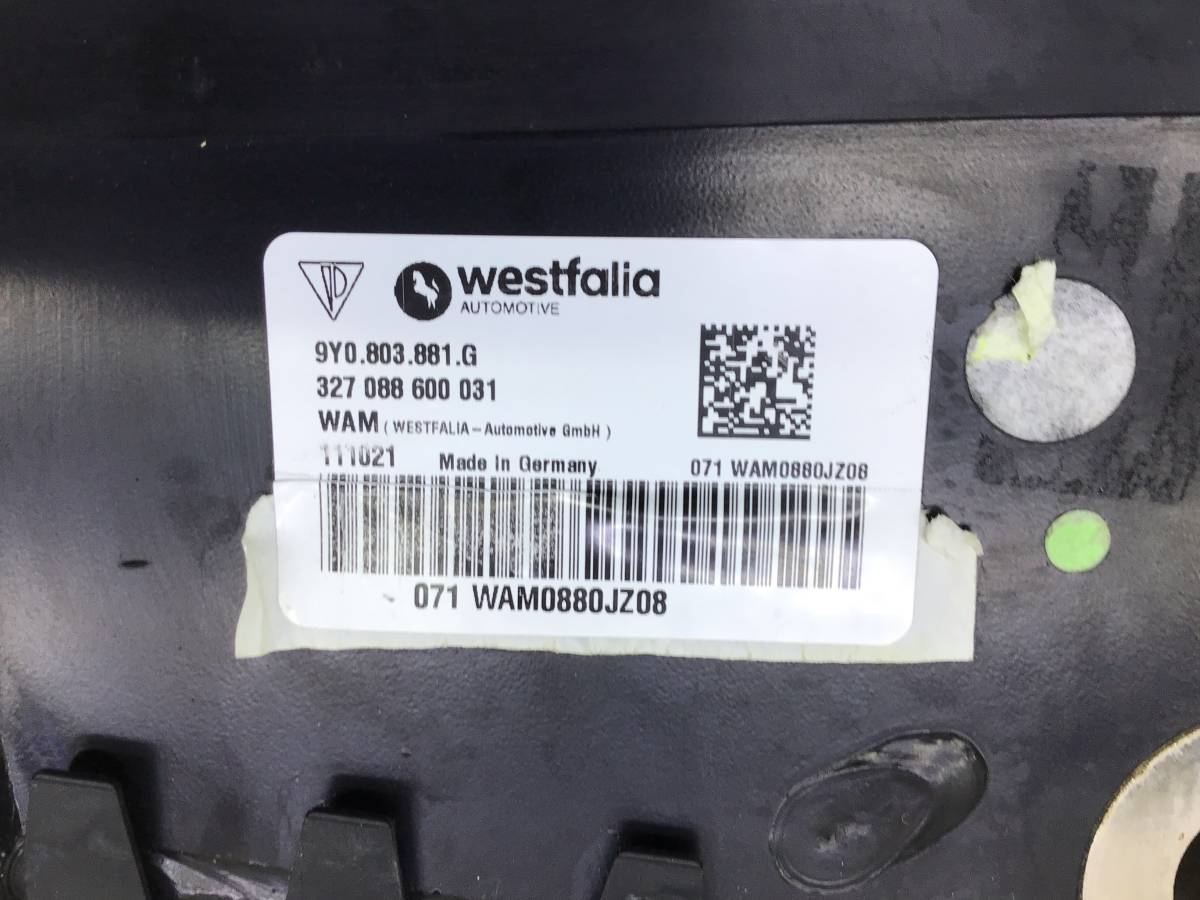 westfalia
AUTOMOTIVE
9Y0.803.881.G
327 088 600 031
WAM ( WESTFALIA - Automotive GmbH )
111021 Made In Germany 071 WAM0880JZ08
071 WAM0880JZ08